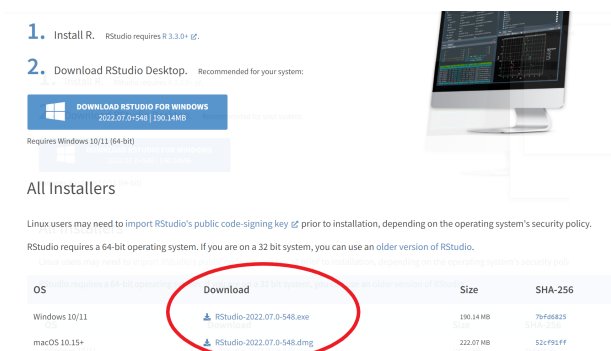 1. Install R. RStudio requires R 3.3.0+.
2. Download RStudio Desktop. Recommended for your system:
DOWNLOAD RSTUDIO FOR WINDOWS
2022.07.0+548 | 190.14MB
Requires Windows 10/11 (64-bit)
All Installers
Linux users may need to import RStudio's public code-signing key prior to installation, depending on the operating system's security policy.
RStudio requires a 64-bit operating system. If you are on a 32 bit system, you can use an older version of RStudio.
OS Download Size SHA-256
Windows 10/11 RStudio-2022.07.0-548.exe 190.14 MB 7bfd6825
macOS 10.15+ RStudio-2022.07.0-548.dmg 222.07 MB 52cf91ff